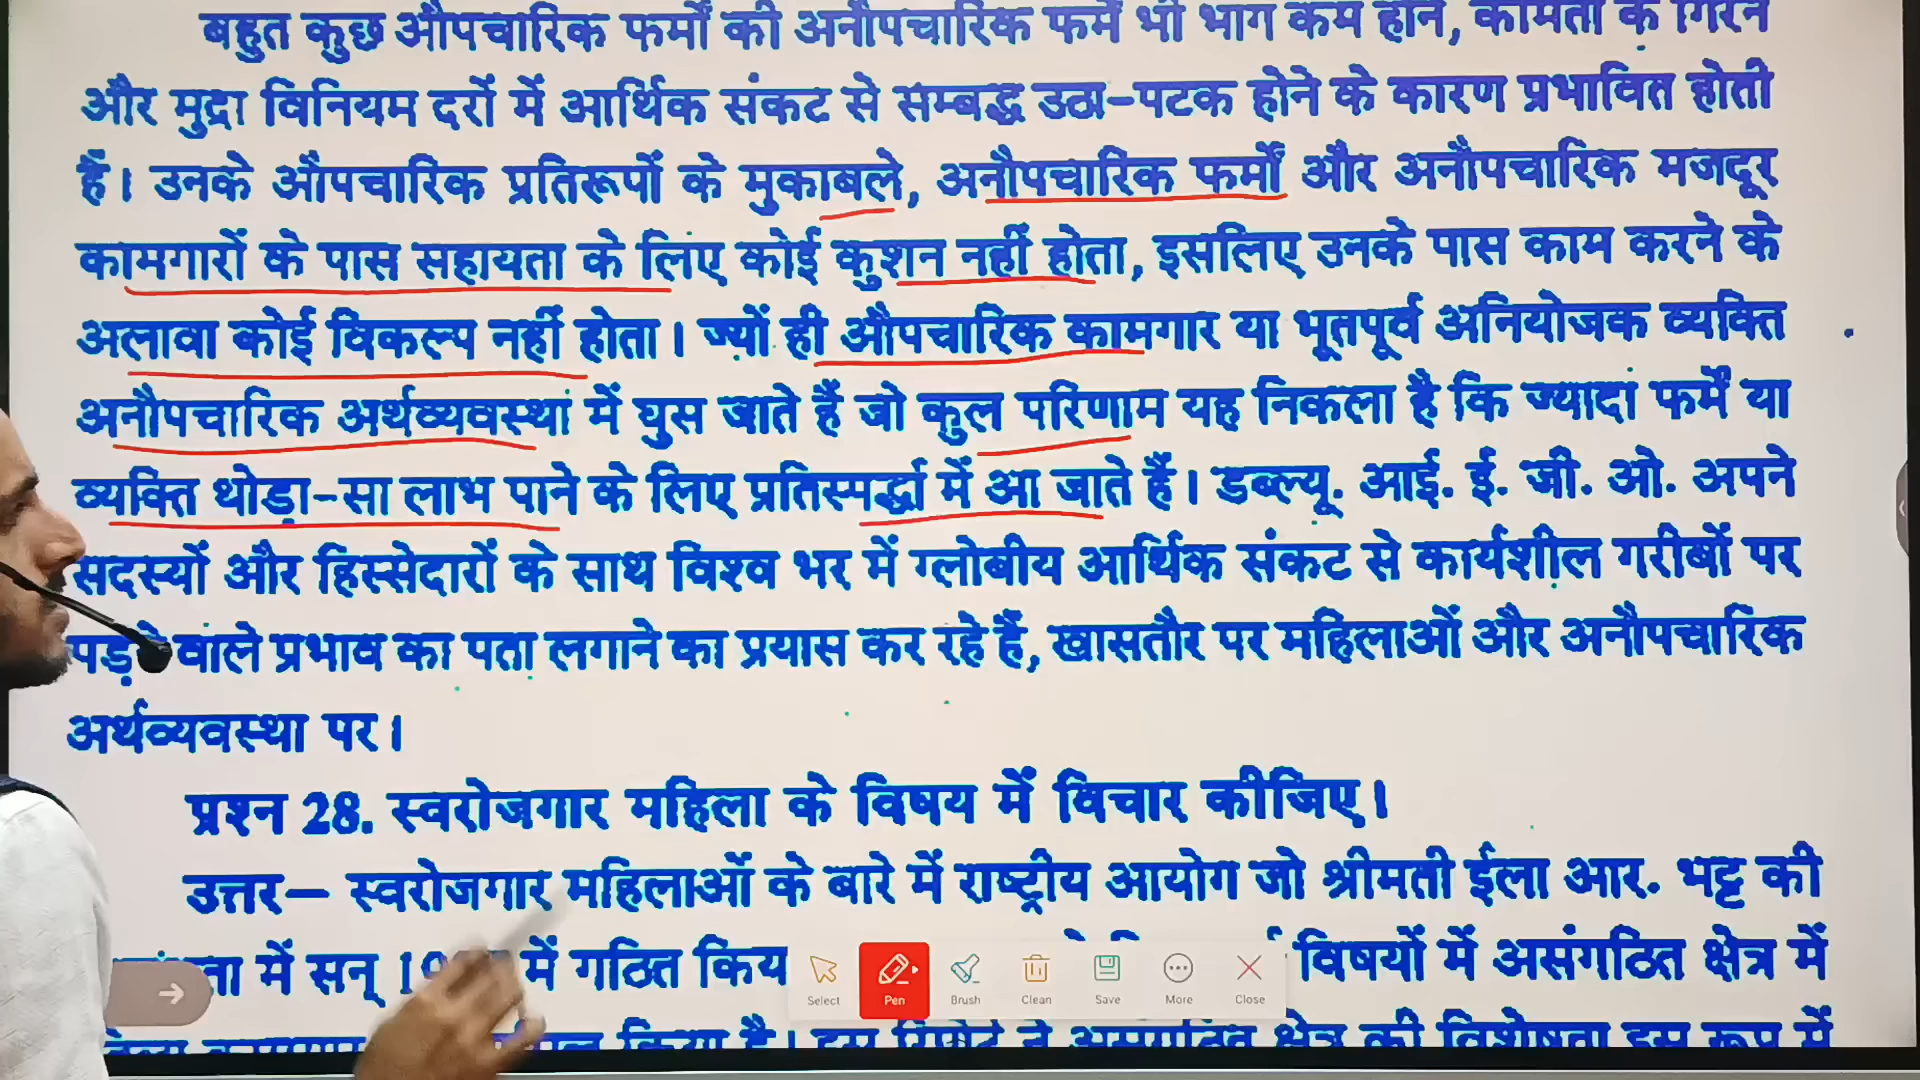 बहुत कुछ औपचारिक फर्मों की अनौपचारिक फर्में भी भाग कम होने, कीमतों के गिरने
और मुद्रा विनियम दरों में आर्थिक संकट से सम्बद्ध उठा-पटक होने के कारण प्रभावित होती
हैं। उनके औपचारिक प्रतिरूपों के मुकाबले, अनौपचारिक फर्मों और अनौपचारिक मजदूर
कामगारों के पास सहायता के लिए कोई कुशन नहीं होता, इसलिए उनके पास काम करने के
अलावा कोई विकल्प नहीं होता। ज्यों ही औपचारिक कामगार या भूतपूर्व अनियोजक व्यक्ति
अनौपचारिक अर्थव्यवस्था में घुस जाते हैं जो कुल परिणाम यह निकला है कि ज्यादा फर्में या
व्यक्ति थोड़ा-सा लाभ पाने के लिए प्रतिस्पर्द्धा में आ जाते हैं। डब्ल्यू. आई. ई. जी. ओ. अपने
सदस्यों और हिस्सेदारों के साथ विश्व भर में ग्लोबीय आर्थिक संकट से कार्यशील गरीबों पर
वाले प्रभाव का पता लगाने का प्रयास कर रहे हैं, खासतौर पर महिलाओं और अनौपचारिक
अर्थव्यवस्था पर।
प्रश्न 28. स्वरोजगार महिला के विषय में विचार कीजिए।
उत्तर— स्वरोजगार महिलाओं के बारे में राष्ट्रीय आयोग जो श्रीमती ईला आर. भट्ट की
में सन् में गठित विषयों में असंगठित क्षेत्र में
किया है। इस रिपोर्ट ने असंगठित क्षेत्र की विशेषता इस रूप में
Select Pen Brush Clean Save More Close